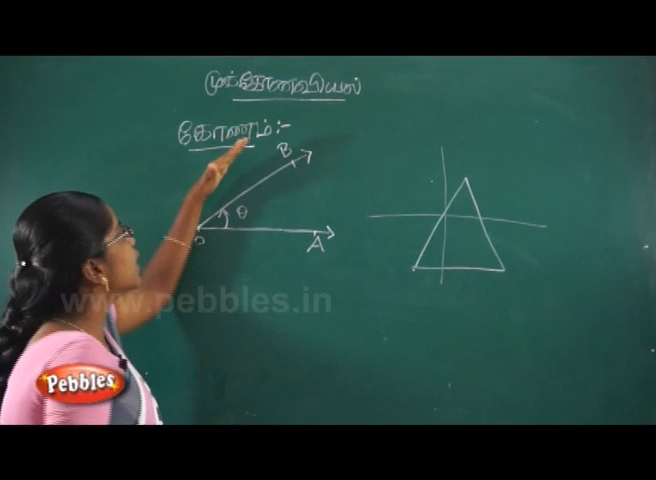 முக்கோணவியல்
கோணம் :-
B
θ
O
A
www.pebbles.in
Pebbles